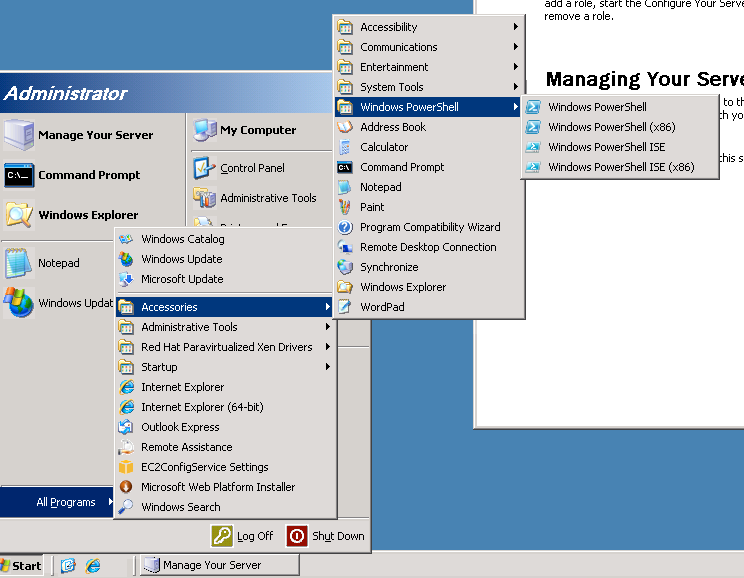 add a role, start the Configure Your Serve
remove a role.
Managing Your Serve
to th
ch yo
this s
Administrator
Manage Your Server
Command Prompt
Windows Explorer
Notepad
Windows Updat
My Computer
Control Panel
Administrative Tools
All Programs
Log Off
Shut Down
Windows Catalog
Windows Update
Microsoft Update
Accessories
Administrative Tools
Red Hat Paravirtualized Xen Drivers
Startup
Internet Explorer
Internet Explorer (64-bit)
Outlook Express
Remote Assistance
EC2ConfigService Settings
Microsoft Web Platform Installer
Windows Search
Accessibility
Communications
Entertainment
System Tools
Windows PowerShell
Address Book
Calculator
Command Prompt
Notepad
Paint
Program Compatibility Wizard
Remote Desktop Connection
Synchronize
Windows Explorer
WordPad
Windows PowerShell
Windows PowerShell (x86)
Windows PowerShell ISE
Windows PowerShell ISE (x86)
Start
Manage Your Server